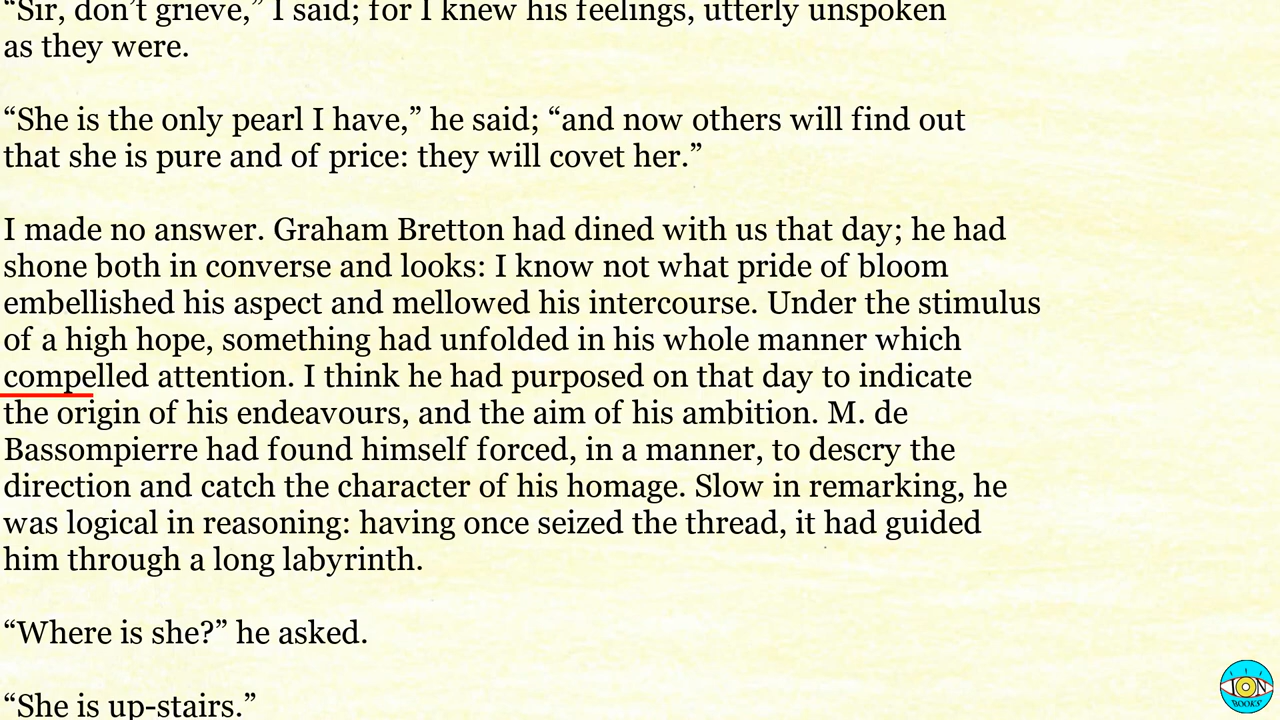 “Sir, don’t grieve,” I said; for I knew his feelings, utterly unspoken
as they were.
“She is the only pearl I have,” he said; “and now others will find out
that she is pure and of price: they will covet her.”
I made no answer. Graham Bretton had dined with us that day; he had
shone both in converse and looks: I know not what pride of bloom
embellished his aspect and mellowed his intercourse. Under the stimulus
of a high hope, something had unfolded in his whole manner which
compelled attention. I think he had purposed on that day to indicate
the origin of his endeavours, and the aim of his ambition. M. de
Bassompierre had found himself forced, in a manner, to descry the
direction and catch the character of his homage. Slow in remarking, he
was logical in reasoning: having once seized the thread, it had guided
him through a long labyrinth.
“Where is she?” he asked.
“She is up-stairs.”
ION
BOOKS